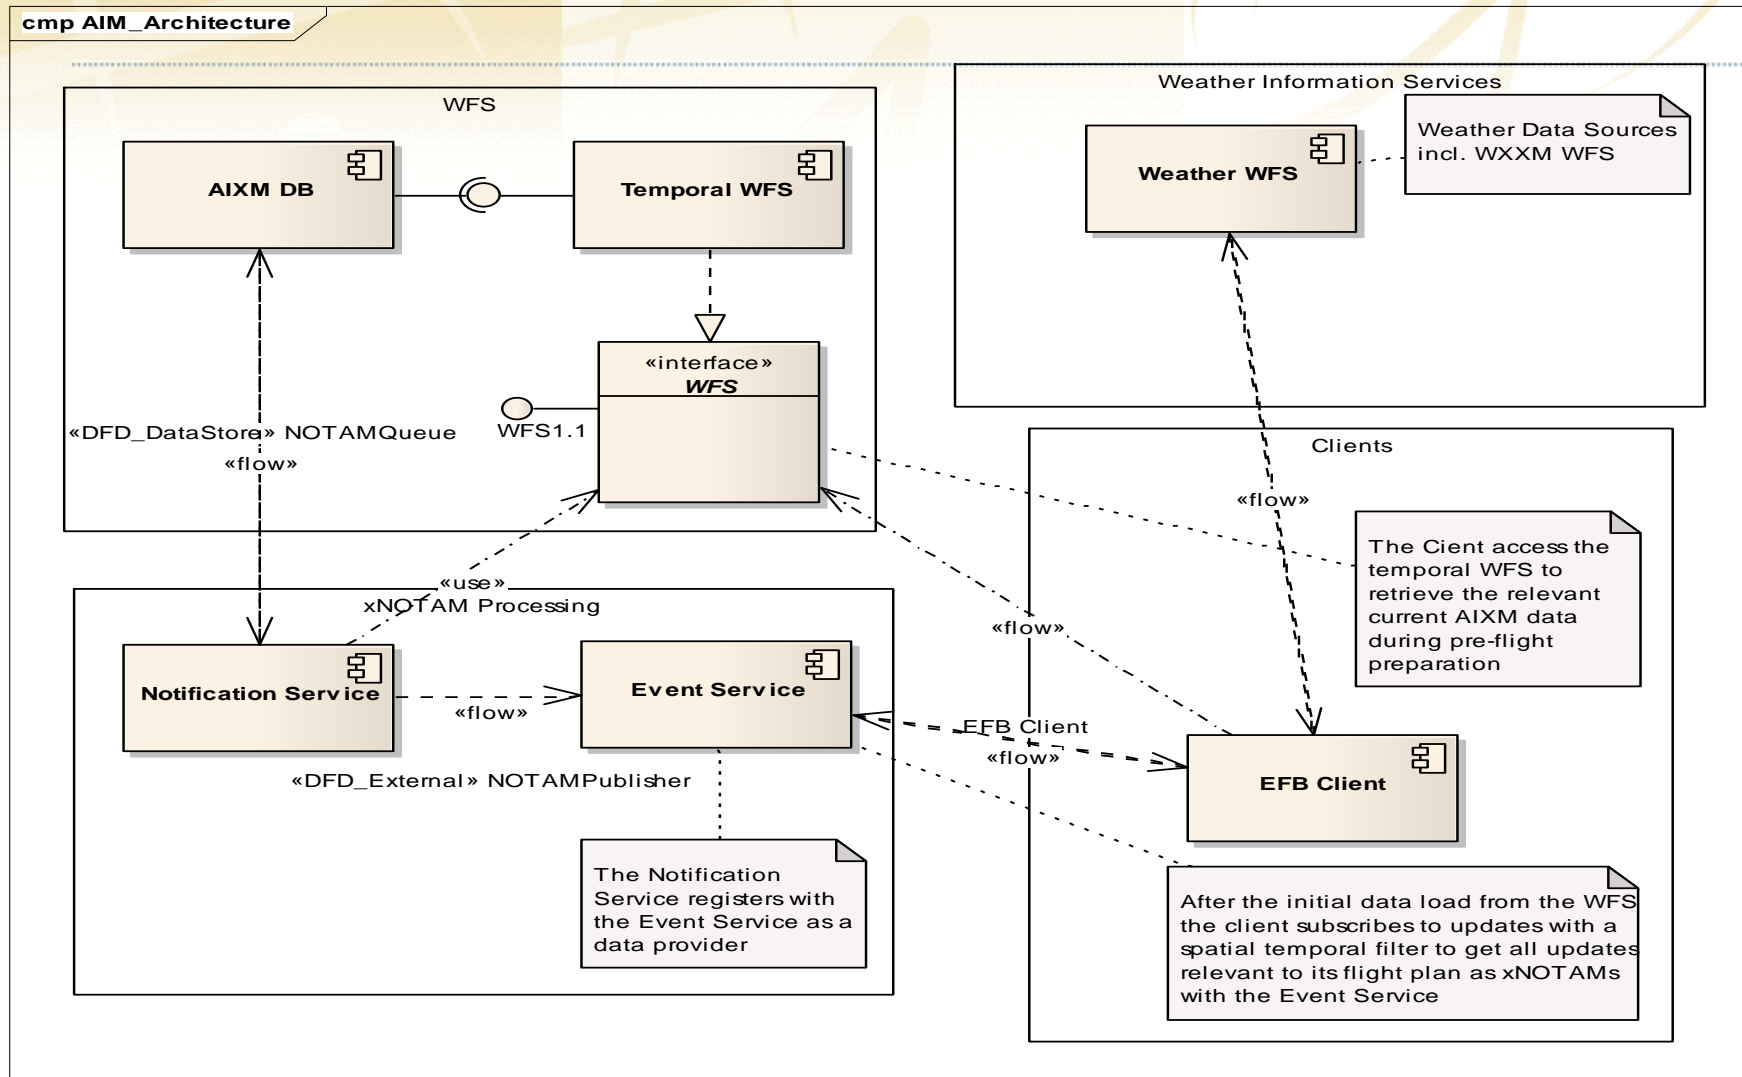 cmp AIM_Architecture
WFS
AIXM DB
Temporal WFS
«interface»
WFS
WFS1.1
«DFD_DataStore» NOTAMQueue
«flow»
Weather Information Services
Weather WFS
Weather Data Sources
incl. WXXM WFS
Clients
«flow»
The Cient access the
temporal WFS to
retrieve the relevant
current AIXM data
during pre-flight
preparation
«use»
xNOTAM Processing
Notification Service
«flow»
Event Service
«DFD_External» NOTAMPublisher
The Notification
Service registers with
the Event Service as a
data provider
«flow»
EFB Client
«flow»
EFB Client
After the initial data load from the WFS
the client subscribes to updates with a
spatial temporal filter to get all updates
relevant to its flight plan as xNOTAMs
with the Event Service